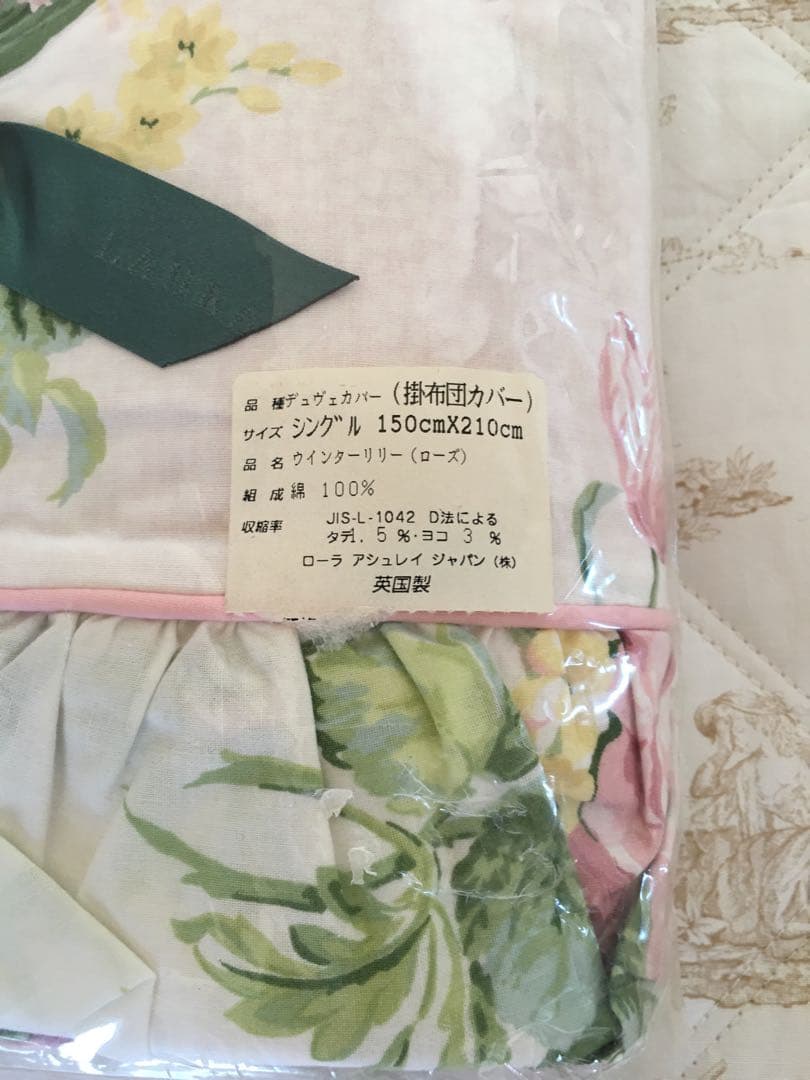 品 種 デュヴェカバー(掛布団カバー)
サイズ シングル 150cmX210cm
品 名 ウインターリリー(ローズ)
組 成 綿 100%
収縮率 JIS-L-1042 D法による
タテ1.5%・ヨコ 3 %
ローラ アシュレイ ジャパン(株)
英国製